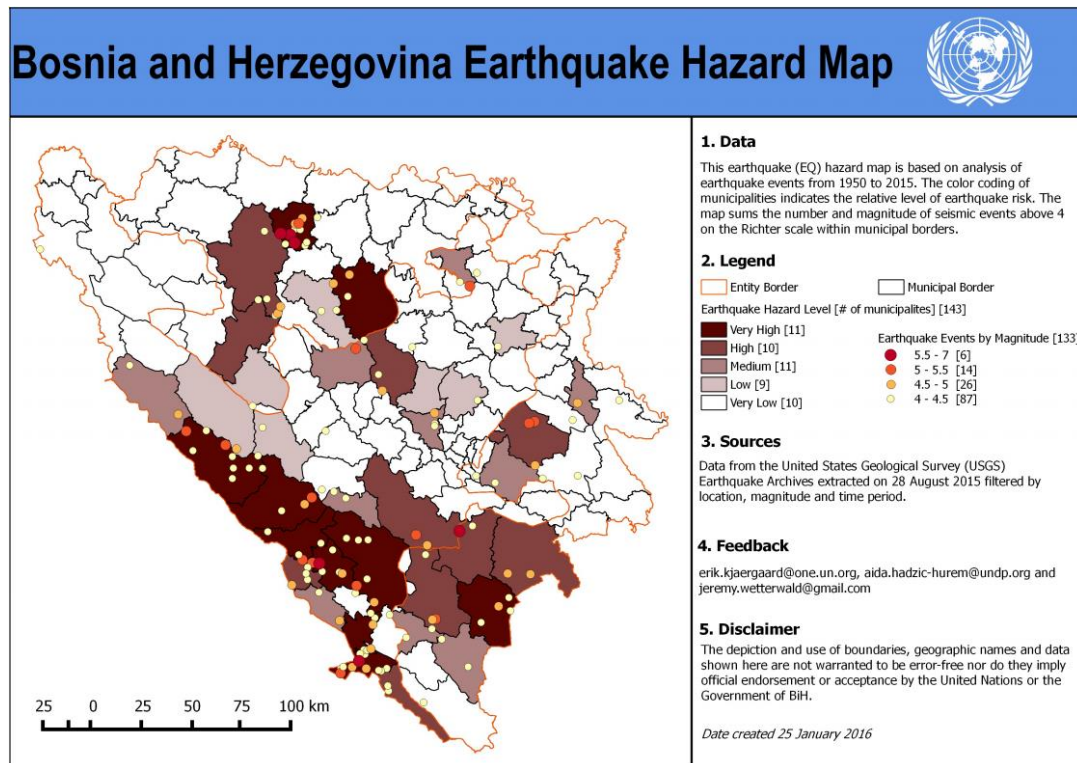 Bosnia and Herzegovina Earthquake Hazard Map
1. Data
This earthquake (EQ) hazard map is based on analysis of
earthquake events from 1950 to 2015. The color coding of
municipalities indicates the relative level of earthquake risk. The
map sums the number and magnitude of seismic events above 4
on the Richter scale within municipal borders.
2. Legend
Entity Border
Municipal Border
Earthquake Hazard Level [# of municipalites] [143]
Very High [11]
High [10]
Medium [11]
Low [9]
Very Low [10]
Earthquake Events by Magnitude [133]
5.5 - 7 [6]
5 - 5.5 [14]
4.5 - 5 [26]
4 - 4.5 [87]
3. Sources
Data from the United States Geological Survey (USGS)
Earthquake Archives extracted on 28 August 2015 filtered by
location, magnitude and time period.
4. Feedback
erik.kjaergaard@one.un.org, aida.hadzic-hurem@undp.org and
jeremy.wetterwald@gmail.com
5. Disclaimer
The depiction and use of boundaries, geographic names and data
shown here are not warranted to be error-free nor do they imply
official endorsement or acceptance by the United Nations or the
Government of BiH.
Date created 25 January 2016
25 0 25 50 75 100 km